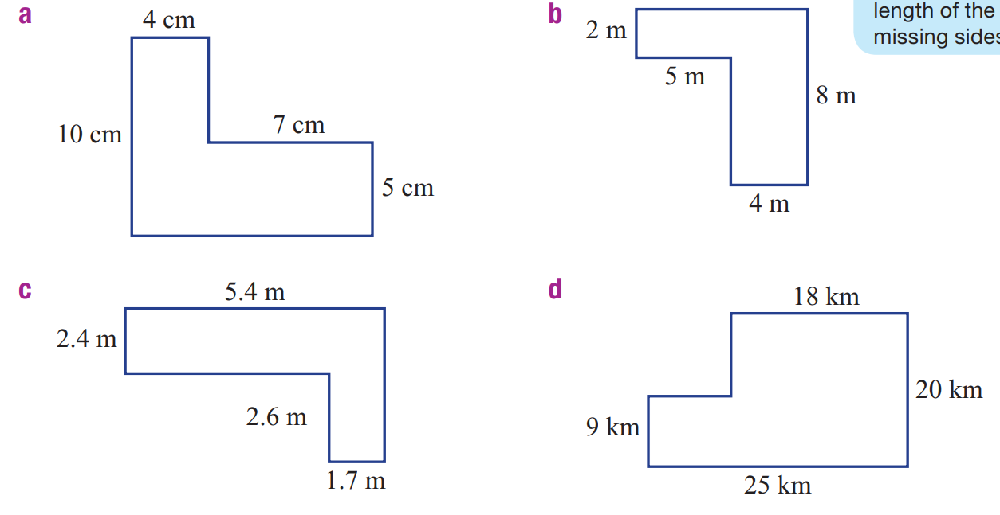 a
4 cm
10 cm
7 cm
5 cm
b
2 m
5 m
8 m
4 m
length of the
missing sides
c
5.4 m
2.4 m
2.6 m
1.7 m
d
18 km
20 km
9 km
25 km